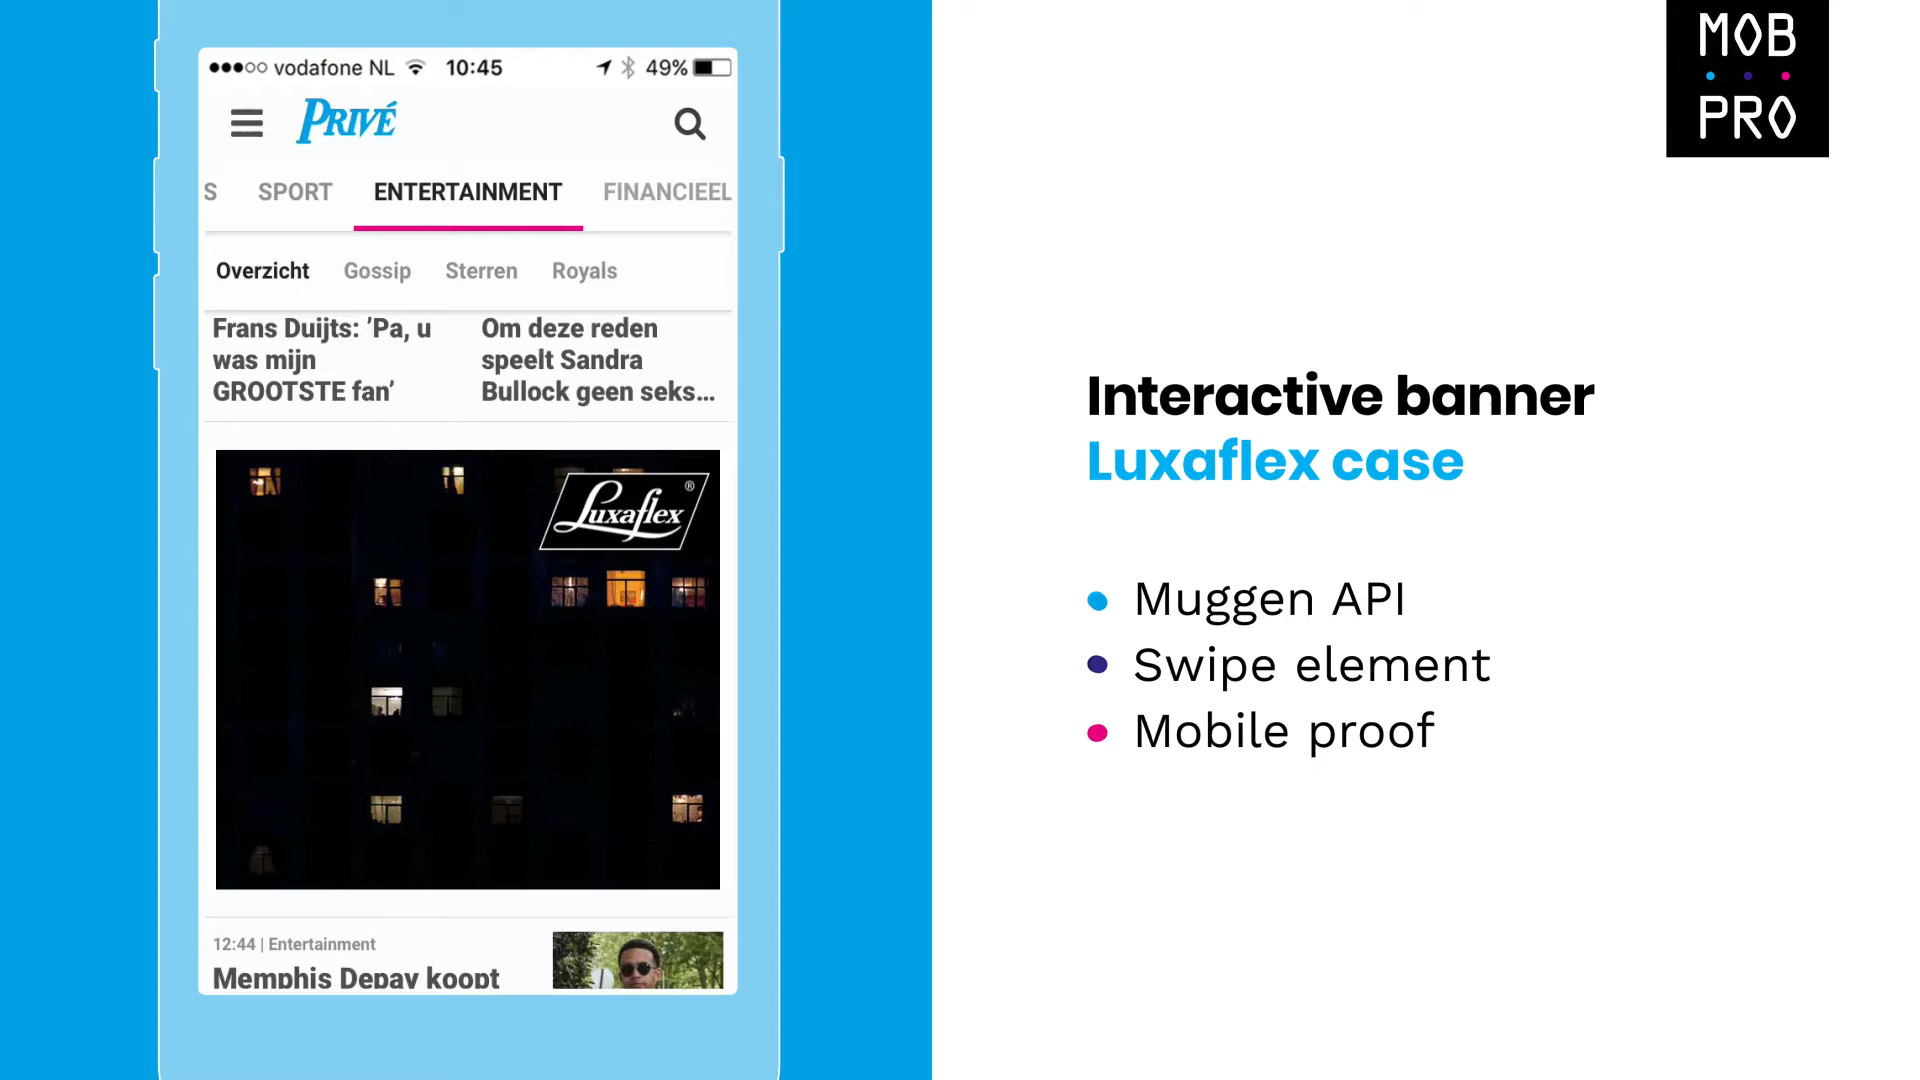 vodafone NL 10:45 49%
PRIVÉ
S SPORT ENTERTAINMENT FINANCIEEL
Overzicht Gossip Sterren Royals
Frans Duijts: ’Pa, u
was mijn
GROOTSTE fan’
Om deze reden
speelt Sandra
Bullock geen seks...
Luxaflex®
12:44 | Entertainment
Memphis Depay koopt
MOB
PRO
Interactive banner
Luxaflex case
Muggen API
Swipe element
Mobile proof